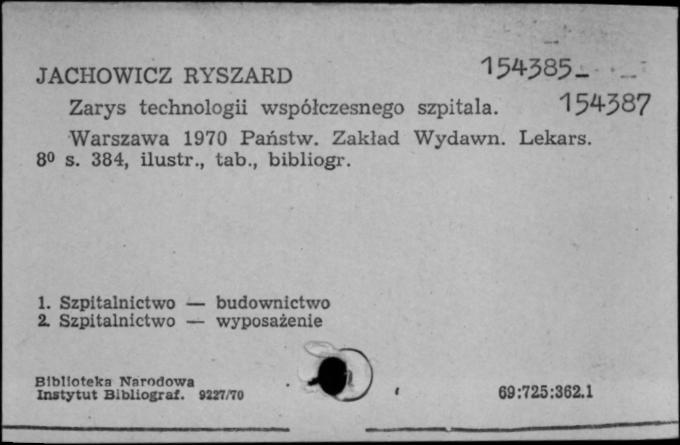 JACHOWICZ RYSZARD 154385-
Zarys technologii współczesnego szpitala. 154387
Warszawa 1970 Państw. Zakład Wydawn. Lekars.
8⁰ s. 384, ilustr., tab., bibliogr.
1. Szpitalnictwo — budownictwo
2. Szpitalnictwo — wyposażenie
Biblioteka Narodowa
Instytut Bibliograf. 9227/70 69:725:362.1